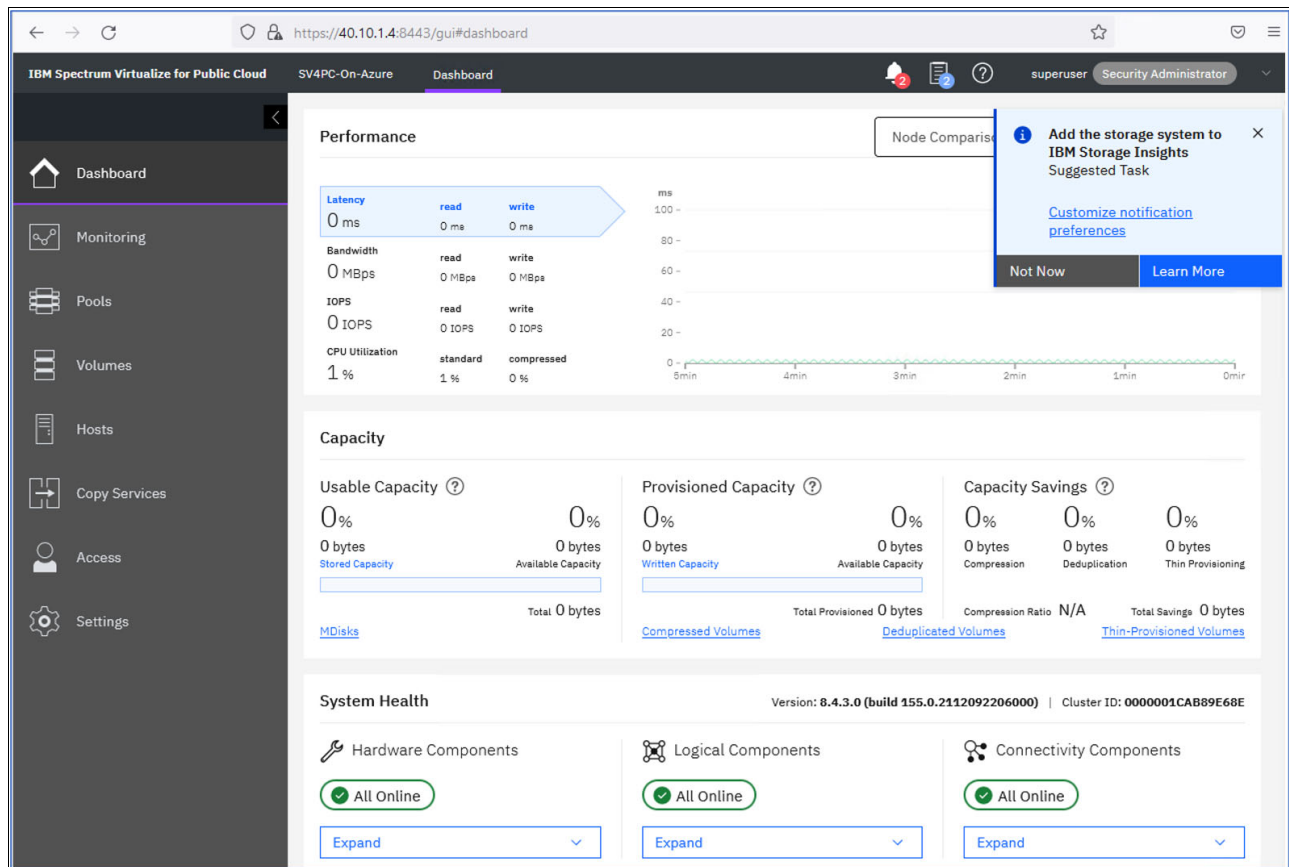 https://40.10.1.4:8443/gui#dashboard
IBM Spectrum Virtualize for Public Cloud SV4PC-On-Azure Dashboard 2 2 superuser Security Administrator
Dashboard
Monitoring
Pools
Volumes
Hosts
Copy Services
Access
Settings
Performance
Node Comparis
Add the storage system to
IBM Storage Insights
Suggested Task
Customize notification
preferences
Not Now Learn More
Latency read write
0 ms 0 ms 0 ms
Bandwidth read write
0 MBps 0 MBps 0 MBps
IOPS read write
0 IOPS 0 IOPS 0 IOPS
CPU Utilization standard compressed
1 % 1 % 0 %
ms
100
80
60
40
20
0
5min 4min 3min 2min 1min 0min
Capacity
Usable Capacity
0% 0%
0 bytes 0 bytes
Stored Capacity Available Capacity
Total 0 bytes
MDisks
Provisioned Capacity
0% 0%
0 bytes 0 bytes
Written Capacity Available Capacity
Total Provisioned 0 bytes
Compressed Volumes Deduplicated Volumes Thin-Provisioned Volumes
Capacity Savings
0% 0% 0%
0 bytes 0 bytes 0 bytes
Compression Deduplication Thin Provisioning
Compression Ratio N/A Total Savings 0 bytes
System Health Version: 8.4.3.0 (build 155.0.2112092206000) | Cluster ID: 0000001CAB89E68E
Hardware Components
All Online
Expand
Logical Components
All Online
Expand
Connectivity Components
All Online
Expand